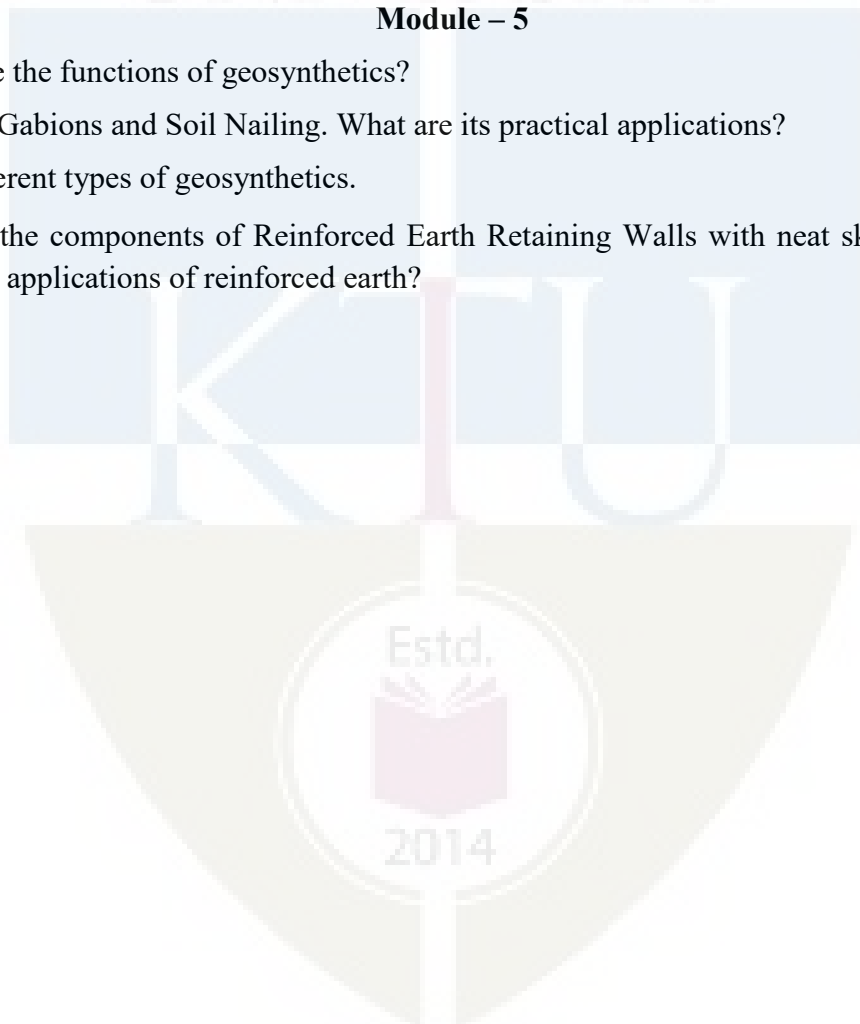 Module – 5
e the functions of geosynthetics?
Gabions and Soil Nailing. What are its practical applications?
erent types of geosynthetics.
the components of Reinforced Earth Retaining Walls with neat sk
applications of reinforced earth?
KTU
Estd.
2014